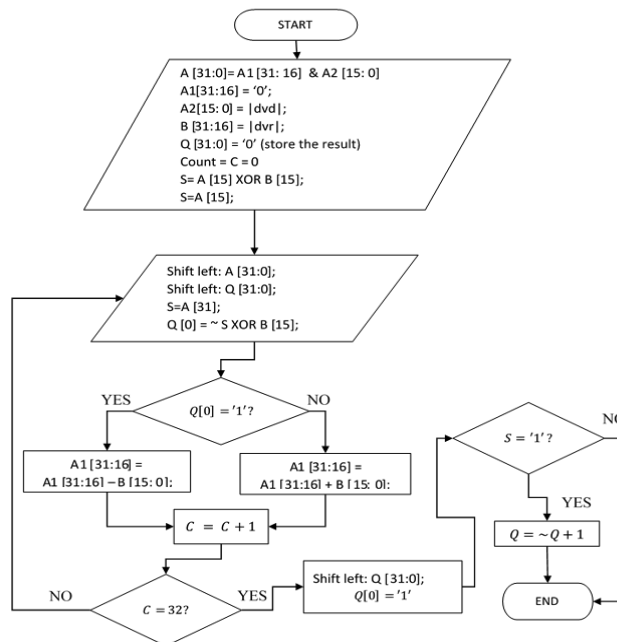 START
A [31:0]= A1 [31: 16] & A2 [15: 0]
A1[31:16] = ‘0’;
A2[15: 0] = |dvd|;
B [31:16] = |dvr|;
Q [31:0] = ‘0’ (store the result)
Count = C = 0
S= A [15] XOR B [15];
S=A [15];
Shift left: A [31:0];
Shift left: Q [31:0];
S=A [31];
Q [0] = ~ S XOR B [15];
Q[0] = '1'?
YES
NO
A1 [31:16] =
A1 [31:16] – B [15: 0];
A1 [31:16] =
A1 [31:16] + B [15: 0];
C = C + 1
C = 32?
NO
YES
Shift left: Q [31:0];
Q[0] = '1'
S = '1' ?
NO
YES
Q = ~Q + 1
END